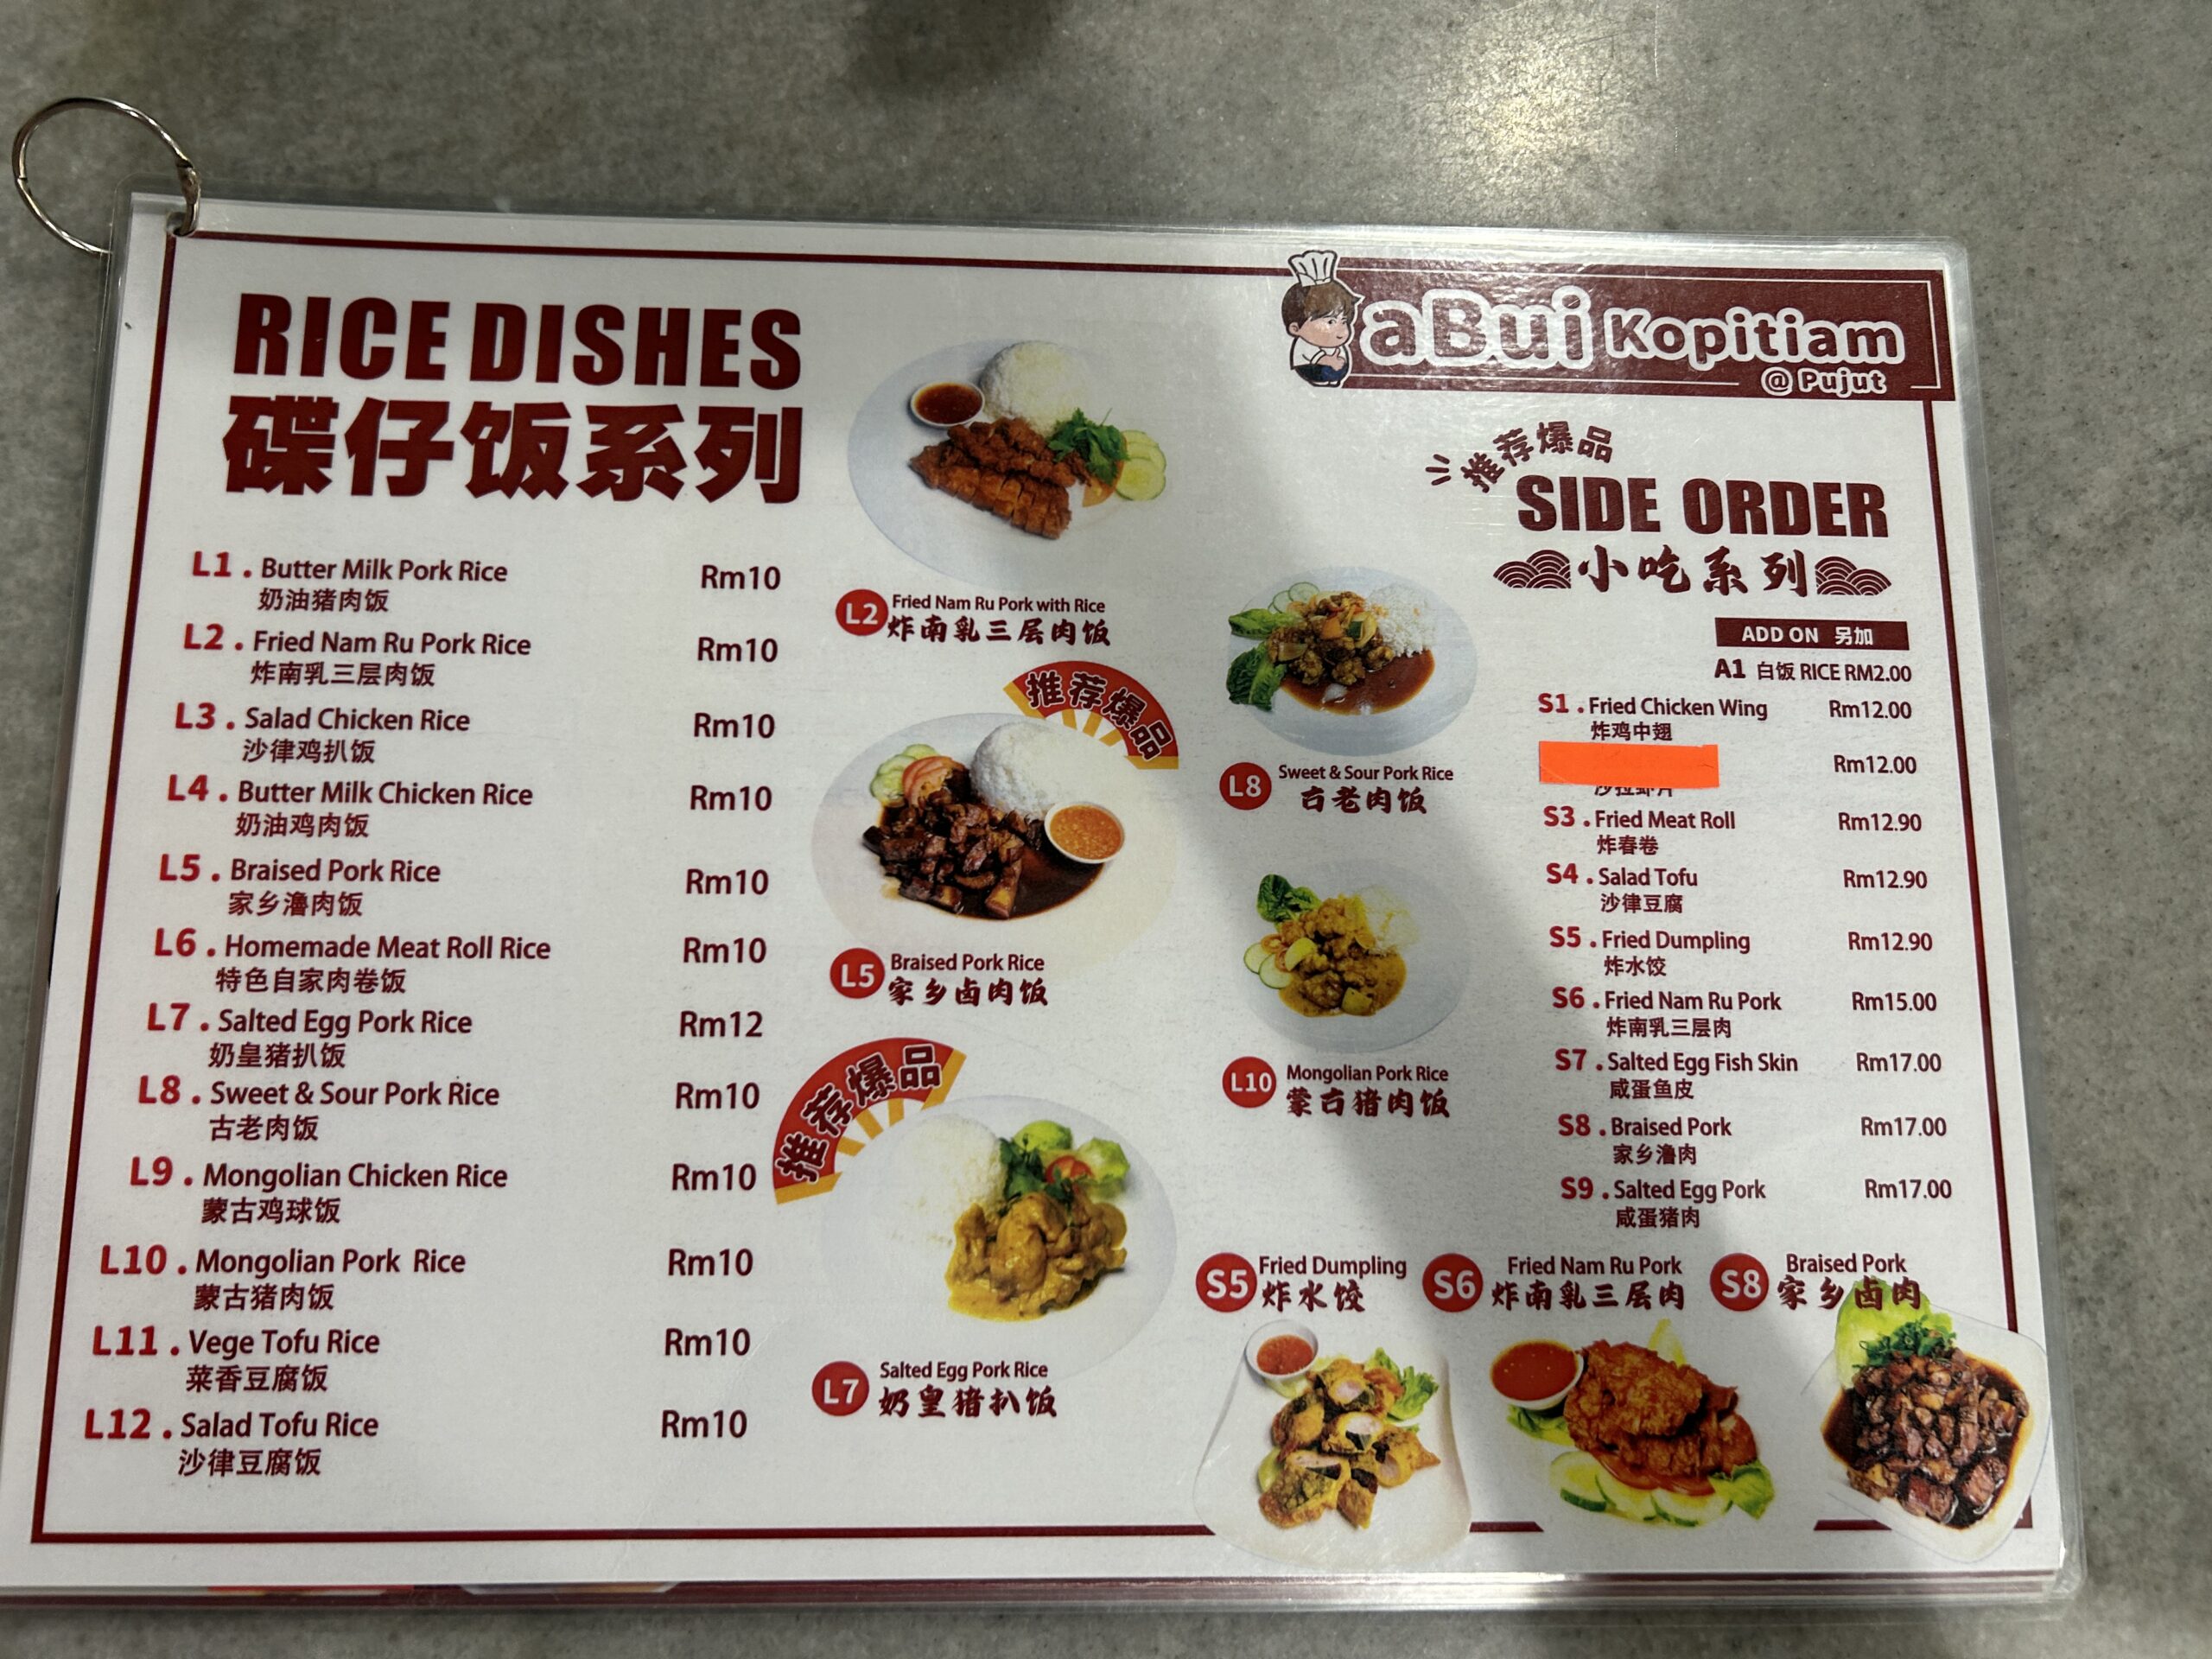 RICE DISHES
碟仔饭系列
L1 . Butter Milk Pork Rice Rm10
奶油猪肉饭
L2 . Fried Nam Ru Pork Rice Rm10
炸南乳三层肉饭
L3 . Salad Chicken Rice Rm10
沙律鸡扒饭
L4 . Butter Milk Chicken Rice Rm10
奶油鸡肉饭
L5 . Braised Pork Rice Rm10
家乡滷肉饭
L6 . Homemade Meat Roll Rice Rm10
特色自家肉卷饭
L7 . Salted Egg Pork Rice Rm12
奶皇猪扒饭
L8 . Sweet & Sour Pork Rice Rm10
古老肉饭
L9 . Mongolian Chicken Rice Rm10
蒙古鸡球饭
L10 . Mongolian Pork Rice Rm10
蒙古猪肉饭
L11 . Vege Tofu Rice Rm10
菜香豆腐饭
L12 . Salad Tofu Rice Rm10
沙律豆腐饭
L2 Fried Nam Ru Pork with Rice
炸南乳三层肉饭
推荐爆品
L5 Braised Pork Rice
家乡卤肉饭
推荐爆品
L7 Salted Egg Pork Rice
奶皇猪扒饭
L8 Sweet & Sour Pork Rice
古老肉饭
L10 Mongolian Pork Rice
蒙古猪肉饭
aBui Kopitiam
@ Pujut
推荐爆品
SIDE ORDER
小吃系列
ADD ON 另加
A1 白饭 RICE RM2.00
S1 . Fried Chicken Wing Rm12.00
炸鸡中翅
Rm12.00
S3 . Fried Meat Roll Rm12.90
炸春卷
S4 . Salad Tofu Rm12.90
沙律豆腐
S5 . Fried Dumpling Rm12.90
炸水饺
S6 . Fried Nam Ru Pork Rm15.00
炸南乳三层肉
S7 . Salted Egg Fish Skin Rm17.00
咸蛋鱼皮
S8 . Braised Pork Rm17.00
家乡滷肉
S9 . Salted Egg Pork Rm17.00
咸蛋猪肉
S5 Fried Dumpling
炸水饺
S6 Fried Nam Ru Pork
炸南乳三层肉
S8 Braised Pork
家乡卤肉